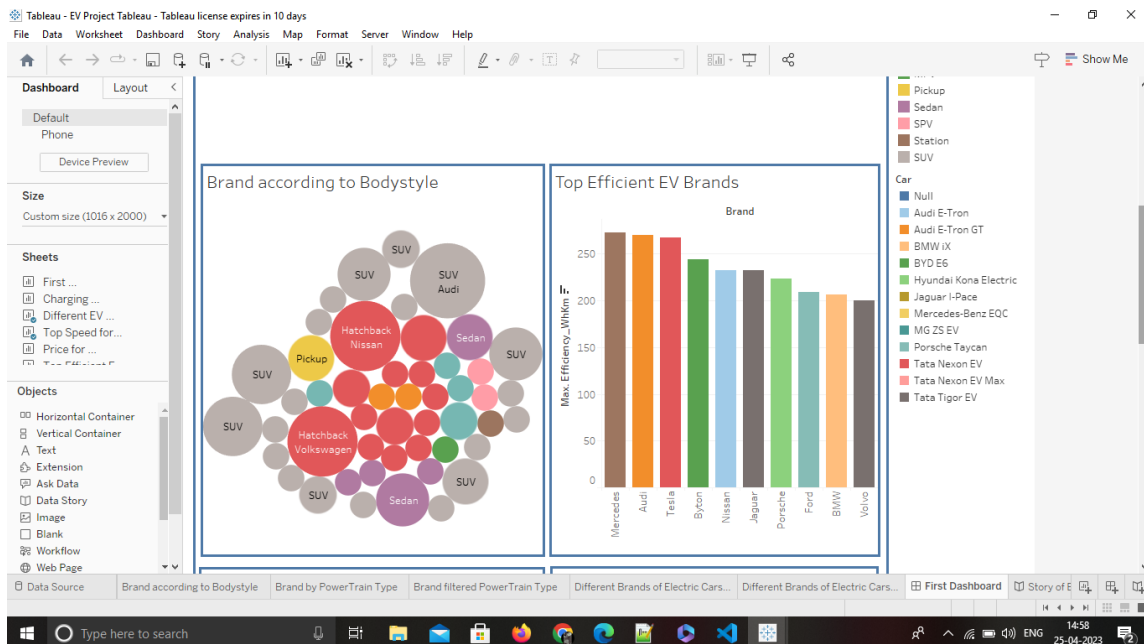 Tableau - EV Project Tableau - Tableau license expires in 10 days
File Data Worksheet Dashboard Story Analysis Map Format Server Window Help
Show Me
Dashboard Layout
Default
Phone
Device Preview
Size
Custom size (1016 x 2000)
Sheets
First ...
Charging ...
Different EV ...
Top Speed for...
Price for ...
Objects
Horizontal Container
Vertical Container
Text
Extension
Ask Data
Data Story
Image
Blank
Workflow
Web Page
Brand according to Bodystyle
SUV
SUV
SUV
Audi
Hatchback
Nissan
Sedan
SUV
Pickup
SUV
SUV
Hatchback
Volkswagen
SUV
SUV
Sedan
Top Efficient EV Brands
Brand
Max. Efficiency_WhKm
250
200
150
100
50
0
Mercedes
Audi
Tesla
Byton
Nissan
Jaguar
Porsche
Ford
BMW
Volvo
Pickup
Sedan
SPV
Station
SUV
Car
Null
Audi E-Tron
Audi E-Tron GT
BMW iX
BYD E6
Hyundai Kona Electric
Jaguar I-Pace
Mercedes-Benz EQC
MG ZS EV
Porsche Taycan
Tata Nexon EV
Tata Nexon EV Max
Tata Tigor EV
Data Source Brand according to Bodystyle Brand by PowerTrain Type Brand filtered PowerTrain Type Different Brands of Electric Cars... Different Brands of Electric Cars... First Dashboard Story of E
Type here to search
ENG
14:58
25-04-2023
2